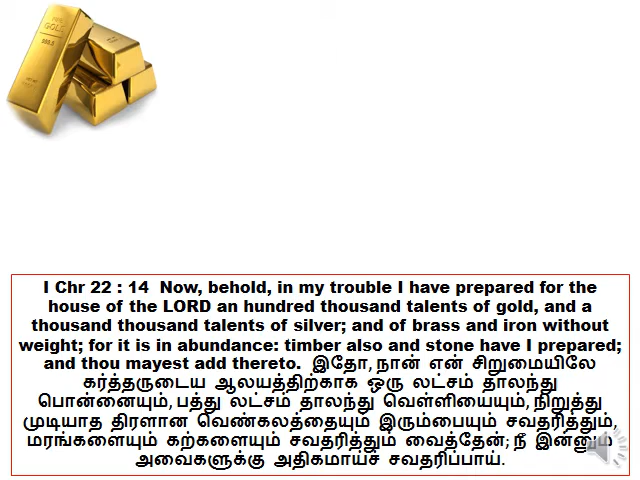 GOLD
999.9
I Chr 22 : 14 Now, behold, in my trouble I have prepared for the
house of the LORD an hundred thousand talents of gold, and a
thousand thousand talents of silver; and of brass and iron without
weight; for it is in abundance: timber also and stone have I prepared;
and thou mayest add thereto. இதோ, நான் என் சிறுமையிலே
கர்த்தருடைய ஆலயத்திற்காக ஒரு லட்சம் தாலந்து
பொன்னையும், பத்து லட்சம் தாலந்து வெள்ளியையும், நிறுத்து
முடியாத திரளான வெண்கலத்தையும் இரும்பையும் சவதரித்தும்,
மரங்களையும் கற்களையும் சவதரித்தும் வைத்தேன்; நீ இன்னும்
அவைகளுக்கு அதிகமாய்ச் சவதரிப்பாய்.